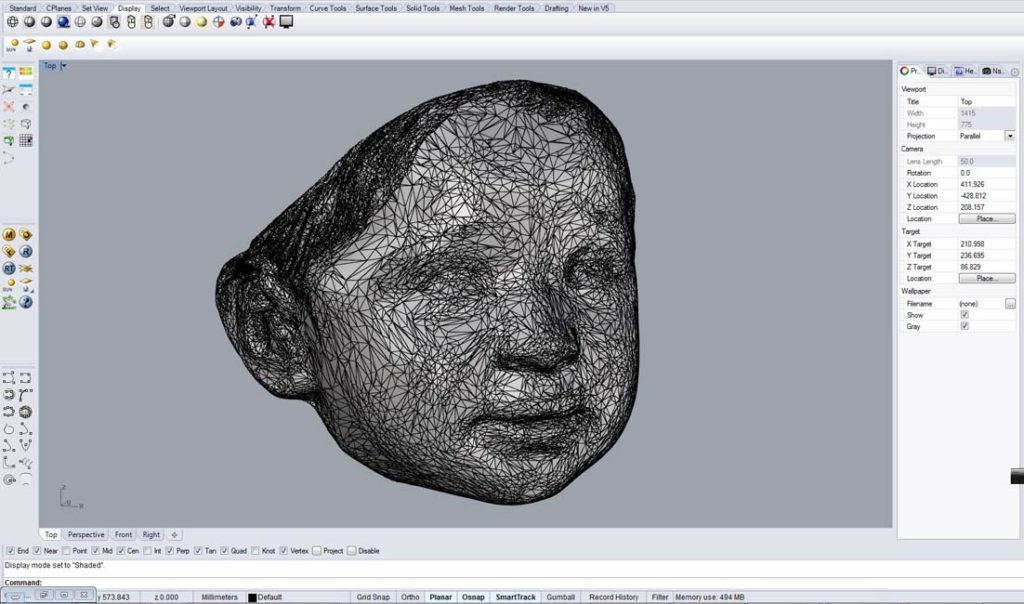 Standard CPlanes Set View Display Select Viewport Layout Visibility Transform Curve Tools Surface Tools Solid Tools Mesh Tools Render Tools Drafting New in V5
SUN
Top
Pr.. Di.. He.. Na..
Viewport
Title Top
Width 1415
Height 775
Projection Parallel
Camera
Lens Length 50.0
Rotation 0.0
X Location 411.926
Y Location -428.812
Z Location 208.157
Location Place...
Target
X Target 210.998
Y Target 236.695
Z Target 86.829
Location Place...
Wallpaper
Filename (none) ...
Show
Gray
M
R
RT
SUN
z
x
Top Perspective Front Right
End Near Point Mid Cen Int Perp Tan Quad Knot Vertex Project Disable
Display mode set to "Shaded".
Command:
y 573.843 z 0.000 Millimeters Default Grid Snap Ortho Planar Osnap SmartTrack Gumball Record History Filter Memory use: 494 MB